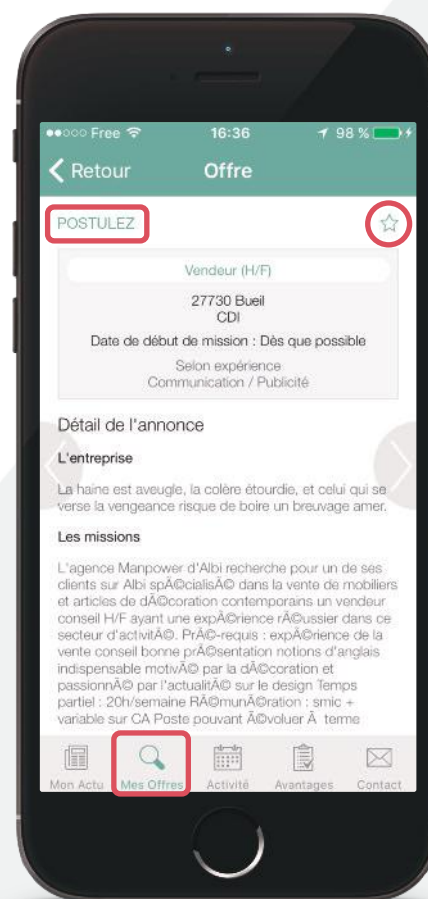 Free 16:36 98 %
Retour Offre
POSTULEZ
Vendeur (H/F)
27730 Bueil
CDI
Date de début de mission : Dès que possible
Selon expérience
Communication / Publicité
Détail de l'annonce
L'entreprise
La haine est aveugle, la colère étourdie, et celui qui se
verse la vengeance risque de boire un breuvage amer.
Les missions
L'agence Manpower d'Albi recherche pour un de ses
clients sur Albi spÃ©cialisÃ© dans la vente de mobiliers
et articles de dÃ©coration contemporains un vendeur
conseil H/F ayant une expÃ©rience rÃ©ussier dans ce
secteur d'activitÃ©. PrÃ©-requis : expÃ©rience de la
vente conseil bonne prÃ©sentation notions d'anglais
indispensable motivÃ© par la dÃ©coration et
passionnÃ© par l'actualitÃ© sur le design Temps
partiel : 20h/semaine RÃ©munÃ©ration : smic +
variable sur CA Poste pouvant Ã©voluer Ã  terme
Mon Actu Mes Offres Activité Avantages Contact